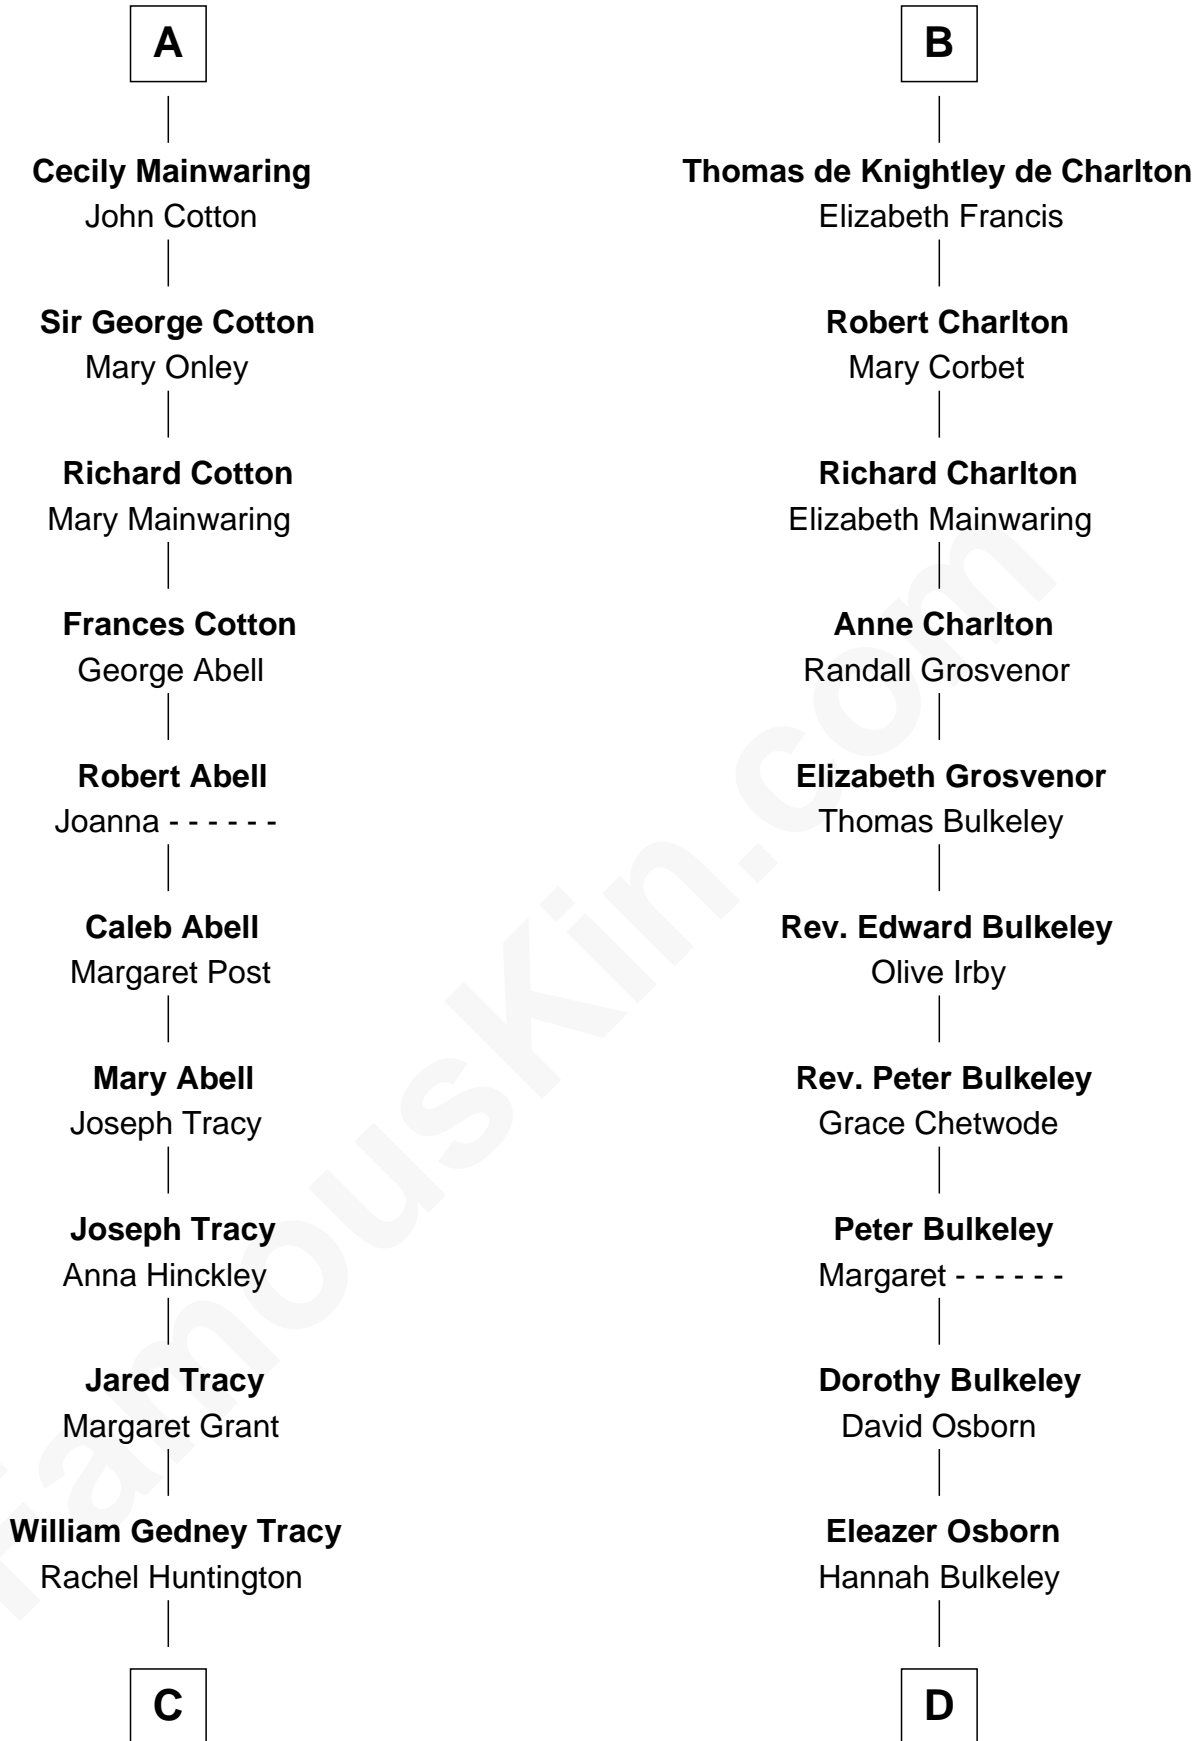 A
Cecily Mainwaring
John Cotton
Sir George Cotton
Mary Onley
Richard Cotton
Mary Mainwaring
Frances Cotton
George Abell
Robert Abell
Joanna - - - - - -
Caleb Abell
Margaret Post
Mary Abell
Joseph Tracy
Joseph Tracy
Anna Hinckley
Jared Tracy
Margaret Grant
William Gedney Tracy
Rachel Huntington
C
B
Thomas de Knightley de Charlton
Elizabeth Francis
Robert Charlton
Mary Corbet
Richard Charlton
Elizabeth Mainwaring
Anne Charlton
Randall Grosvenor
Elizabeth Grosvenor
Thomas Bulkeley
Rev. Edward Bulkeley
Olive Irby
Rev. Peter Bulkeley
Grace Chetwode
Peter Bulkeley
Margaret - - - - - -
Dorothy Bulkeley
David Osborn
Eleazer Osborn
Hannah Bulkeley
D
FamousKin.com